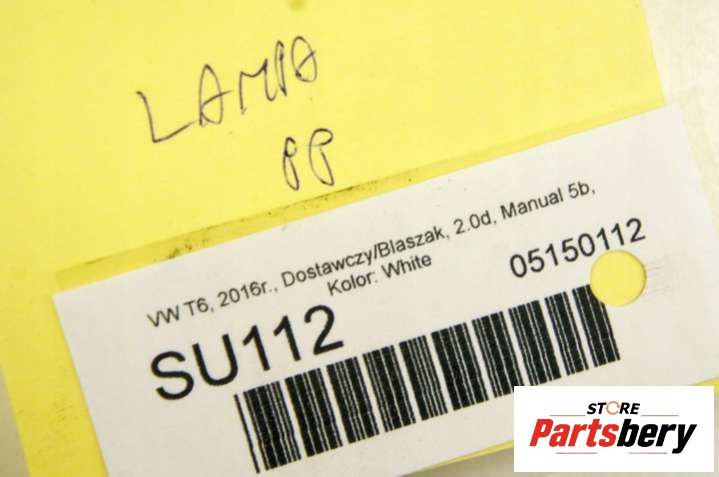 LAMPA
PP
VW T6, 2016r., Dostawczy/Blaszak, 2.0d, Manual 5b,
Kolor: White
05150112
SU112
STORE
Partsbery